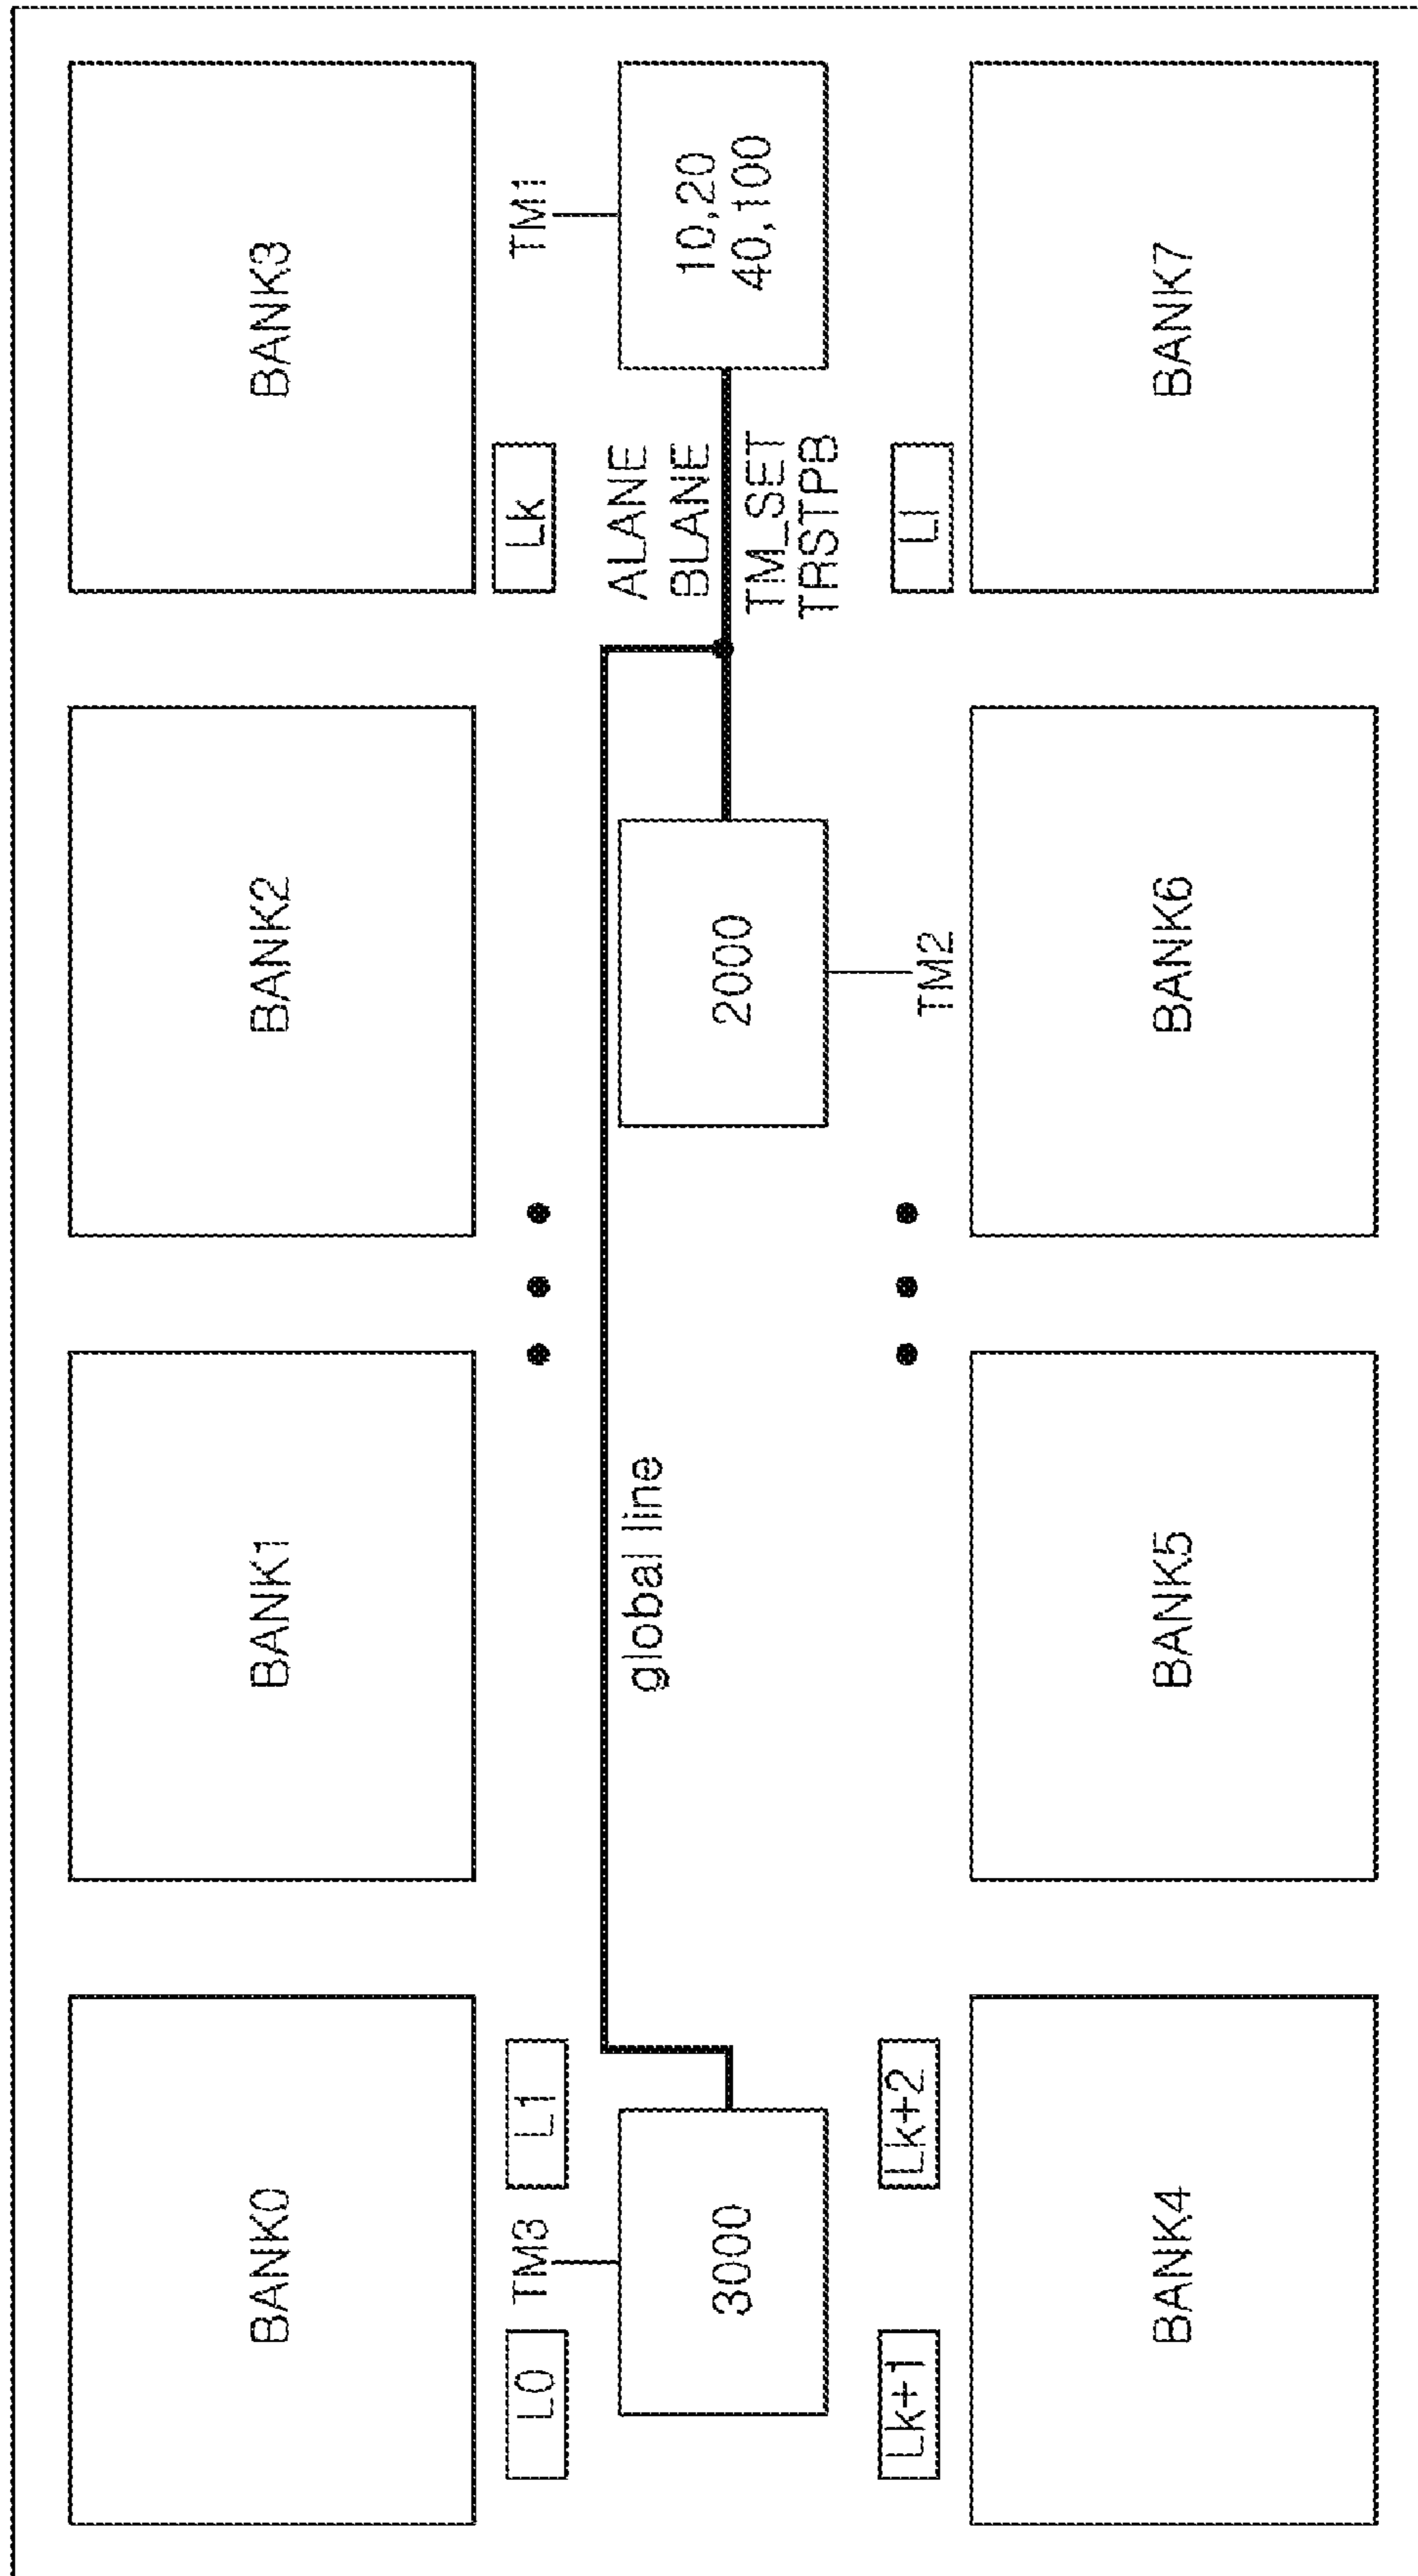 BANK0
BANK1
BANK2
BANK3
L0
TM3
L1
Lk
TM1
global line
ALANE
BLANE
TM_SET
TRSTPB
3000
2000
10,20
40,100
Lk+1
Lk+2
TM2
Ll
BANK4
BANK5
BANK6
BANK7